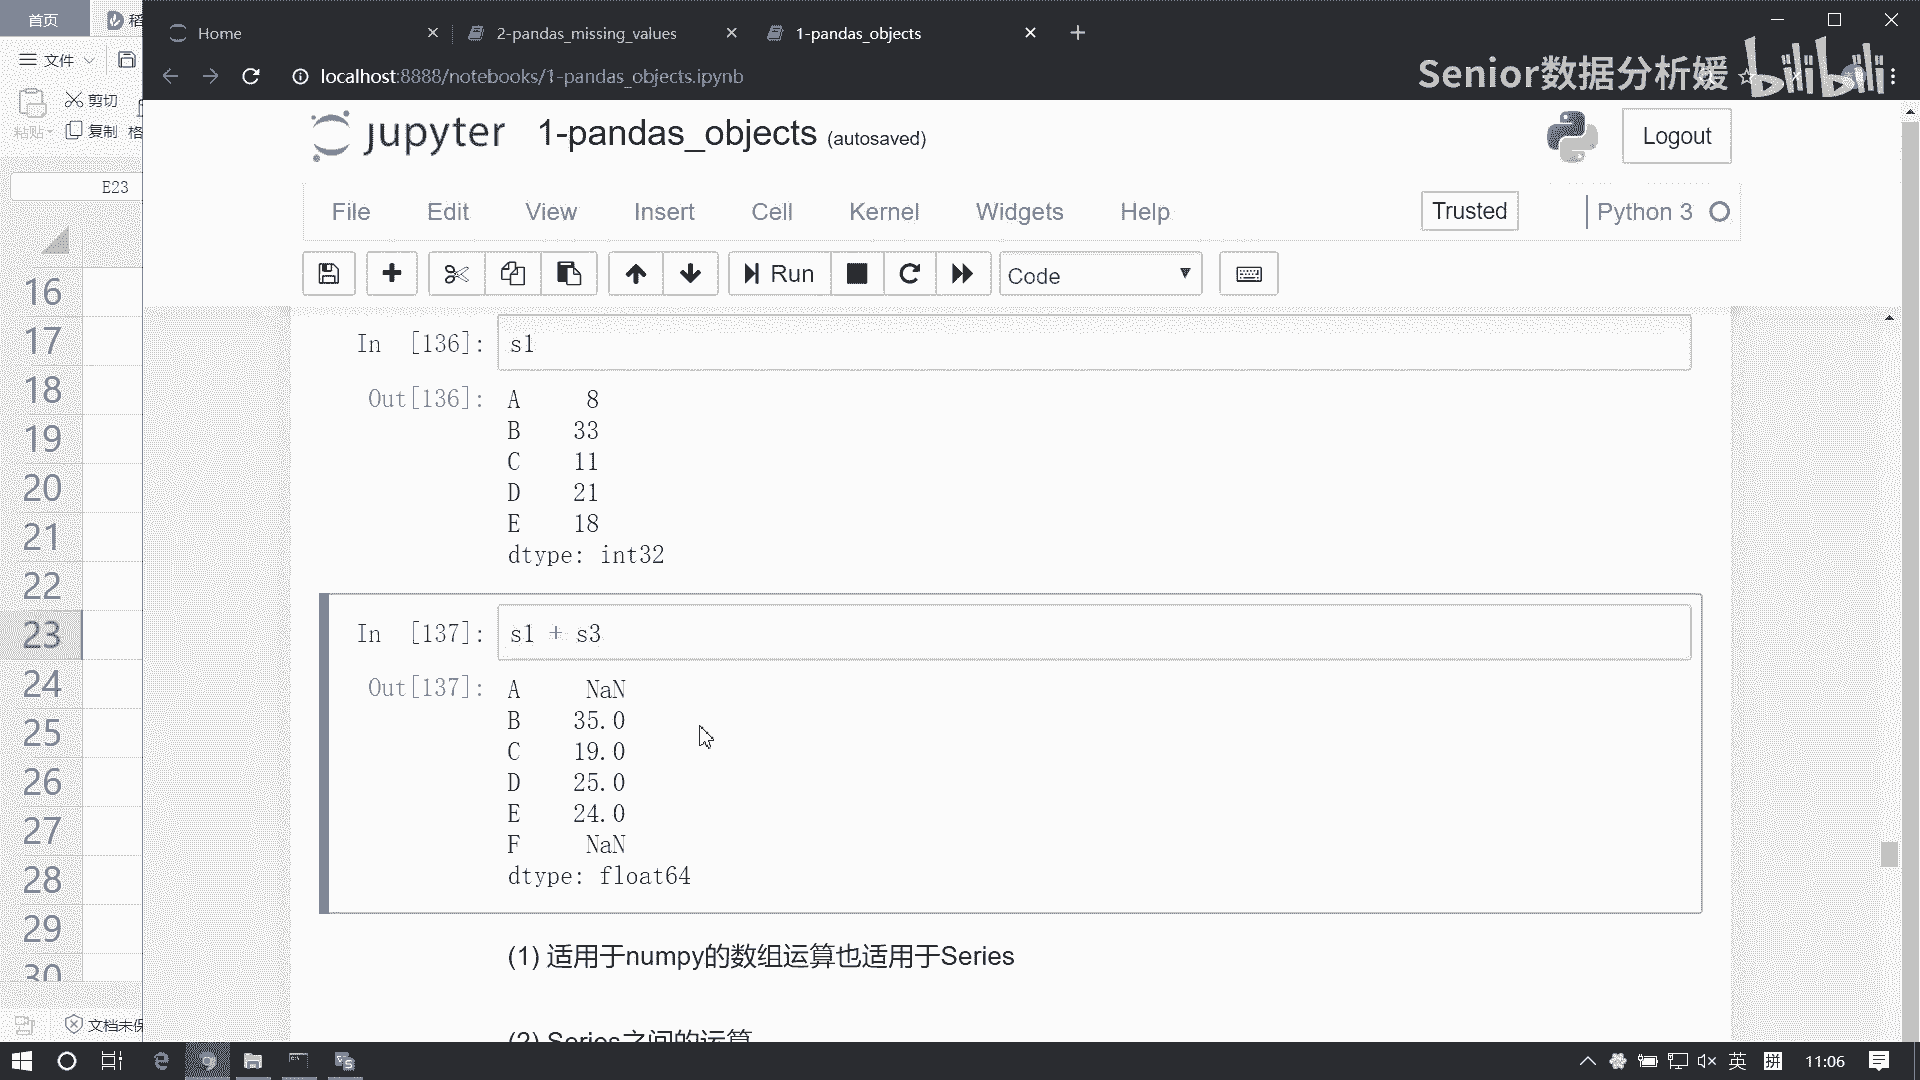 首页
稻
Home
2-pandas_missing_values
1-pandas_objects
文件
localhost:8888/notebooks/1-pandas_objects.ipynb
Senior数据分析媛
bilibili
剪切
粘贴
复制
格
jupyter
1-pandas_objects (autosaved)
Logout
E23
File
Edit
View
Insert
Cell
Kernel
Widgets
Help
Trusted
Python 3
Run
Code
16
17
18
19
20
21
22
23
24
25
26
27
28
29
30
In [136]: s1
Out[136]: A 8
B 33
C 11
D 21
E 18
dtype: int32
In [137]: s1 + s3
Out[137]: A NaN
B 35.0
C 19.0
D 25.0
E 24.0
F NaN
dtype: float64
(1) 适用于numpy的数组运算也适用于Series
(2) Series之间的运算
文档未保
英
拼
11:06